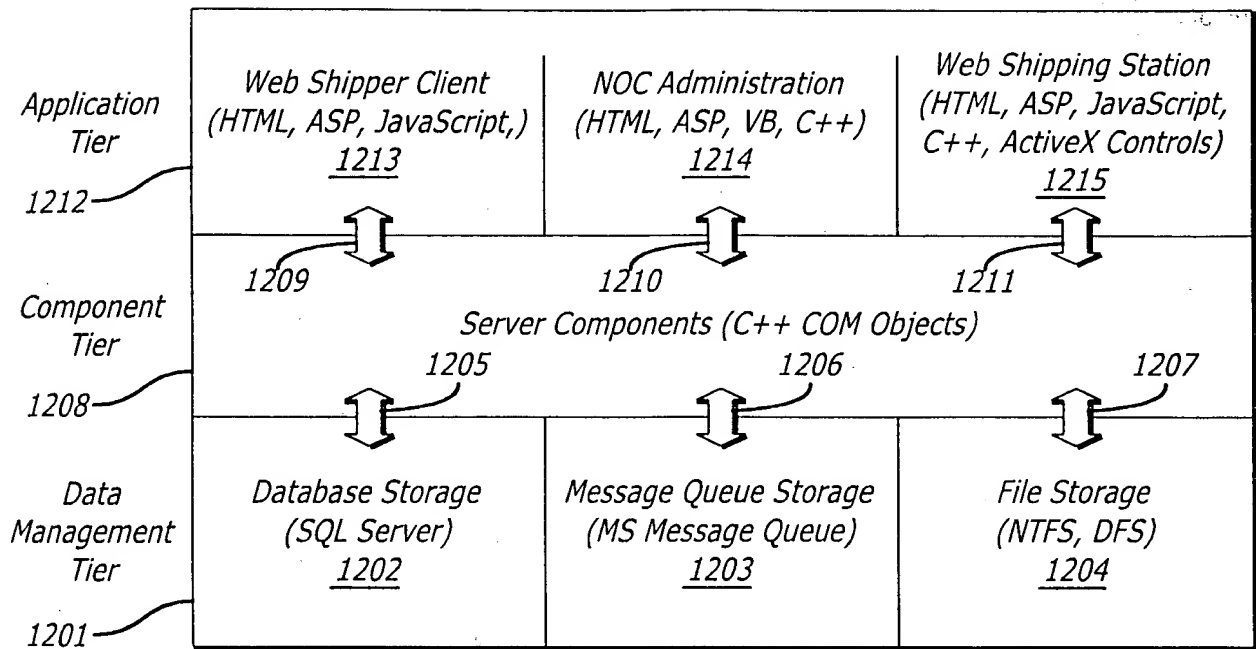 Application
Tier
1212
Web Shipper Client
(HTML, ASP, JavaScript,)
1213
NOC Administration
(HTML, ASP, VB, C++)
1214
Web Shipping Station
(HTML, ASP, JavaScript,
C++, ActiveX Controls)
1215
1209
1210
1211
Component
Tier
1208
Server Components (C++ COM Objects)
1205
1206
1207
Data
Management
Tier
1201
Database Storage
(SQL Server)
1202
Message Queue Storage
(MS Message Queue)
1203
File Storage
(NTFS, DFS)
1204